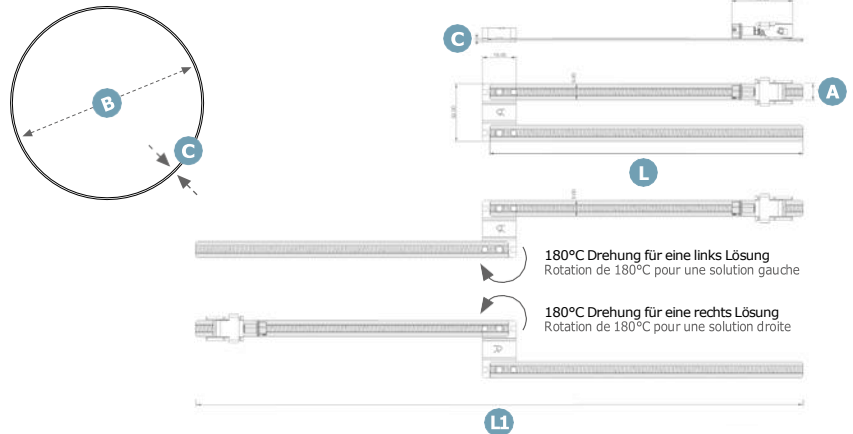 B
C
C
A
L
180°C Drehung für eine links Lösung
Rotation de 180°C pour une solution gauche
180°C Drehung für eine rechts Lösung
Rotation de 180°C pour une solution droite
L1